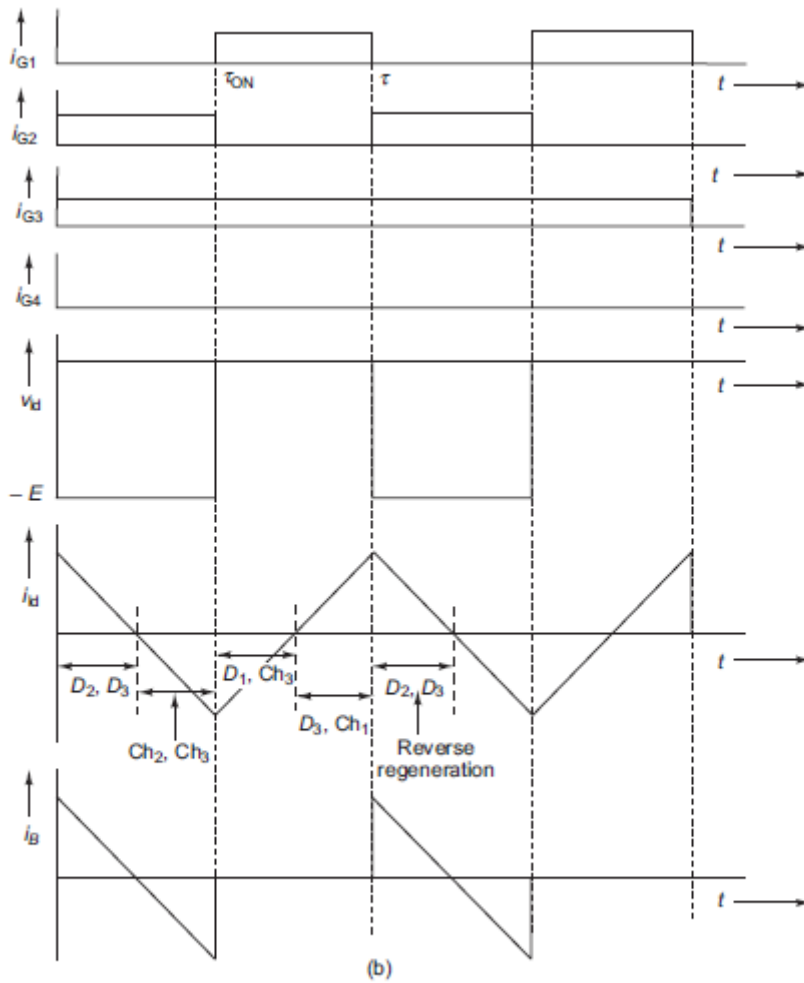 i_G1
τ_ON
τ
t
i_G2
t
i_G3
t
i_G4
t
v_ld
t
– E
i_ld
t
D_2, D_3
D_1, Ch_3
D_2, D_3
Ch_2, Ch_3
D_3, Ch_1
Reverse
regeneration
i_B
t
(b)